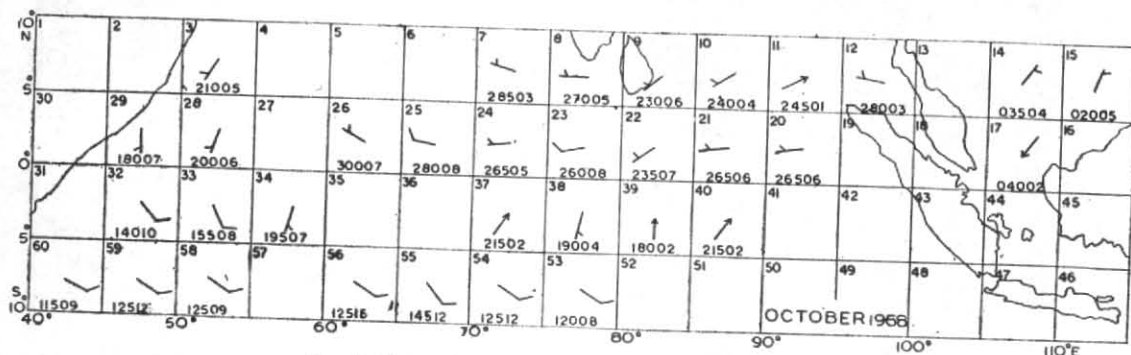 10° 1 2 3 4 5 6 7 8 9 10 11 12 13 14 15
N
21005 28503 27005 23006 24004 24501 28003 03504 02005
5°
30 29 28 27 26 25 24 23 22 21 20 19 18 17 16
18007 20006 30007 28008 26505 26008 23507 26506 26506 04002
0°
31 32 33 34 35 36 37 38 39 40 41 42 43 44 45
14010 15508 19507 21502 19004 18002 21502
5°
60 59 58 57 56 55 54 53 52 51 50 49 48 47 46
S.
11509 12512 12509 12516 14512 12512 12008 OCTOBER 1966
10°
40° 50° 60° 70° 80° 90° 100° 110°E